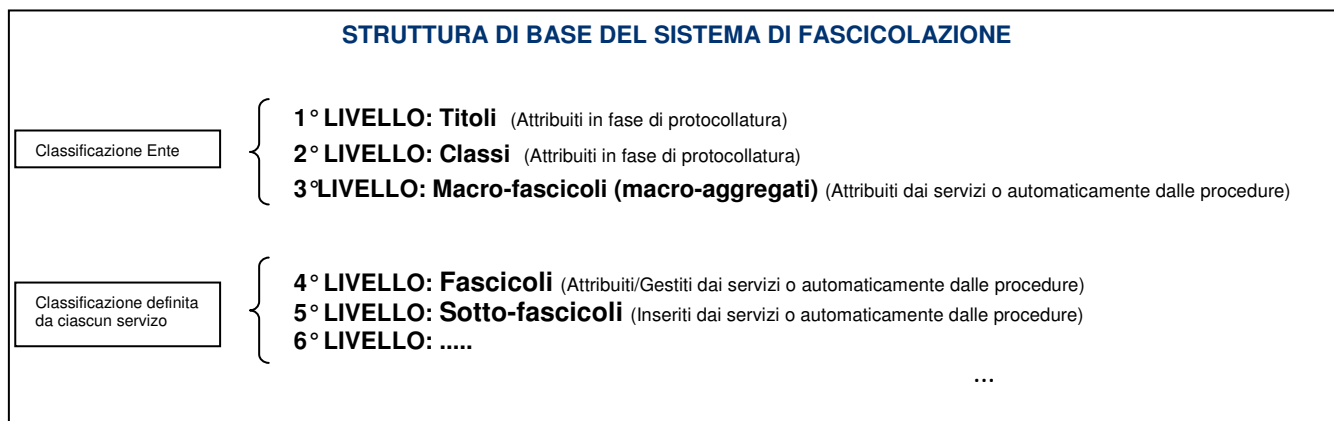 STRUTTURA DI BASE DEL SISTEMA DI FASCICOLAZIONE
Classificazione Ente
1° LIVELLO: Titoli (Attribuiti in fase di protocollatura)
2° LIVELLO: Classi (Attribuiti in fase di protocollatura)
3°LIVELLO: Macro-fascicoli (macro-aggregati) (Attribuiti dai servizi o automaticamente dalle procedure)
Classificazione definita
da ciascun servizo
4° LIVELLO: Fascicoli (Attribuiti/Gestiti dai servizi o automaticamente dalle procedure)
5° LIVELLO: Sotto-fascicoli (Inseriti dai servizi o automaticamente dalle procedure)
6° LIVELLO: .....
...